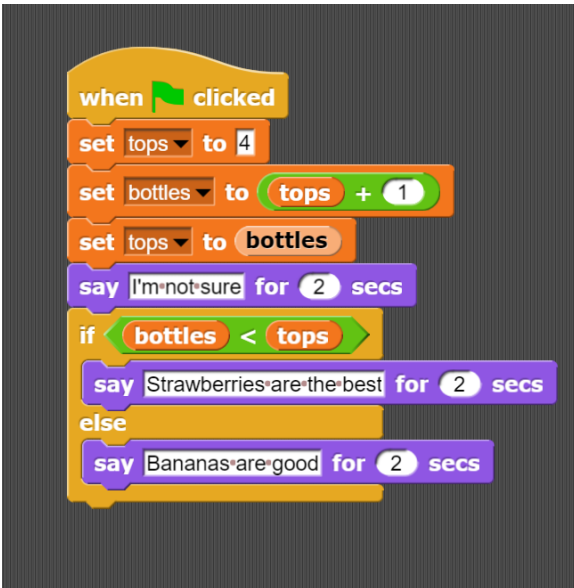 when clicked
set tops to 4
set bottles to tops + 1
set tops to bottles
say I'm not sure for 2 secs
if bottles < tops
say Strawberries are the best for 2 secs
else
say Bananas are good for 2 secs